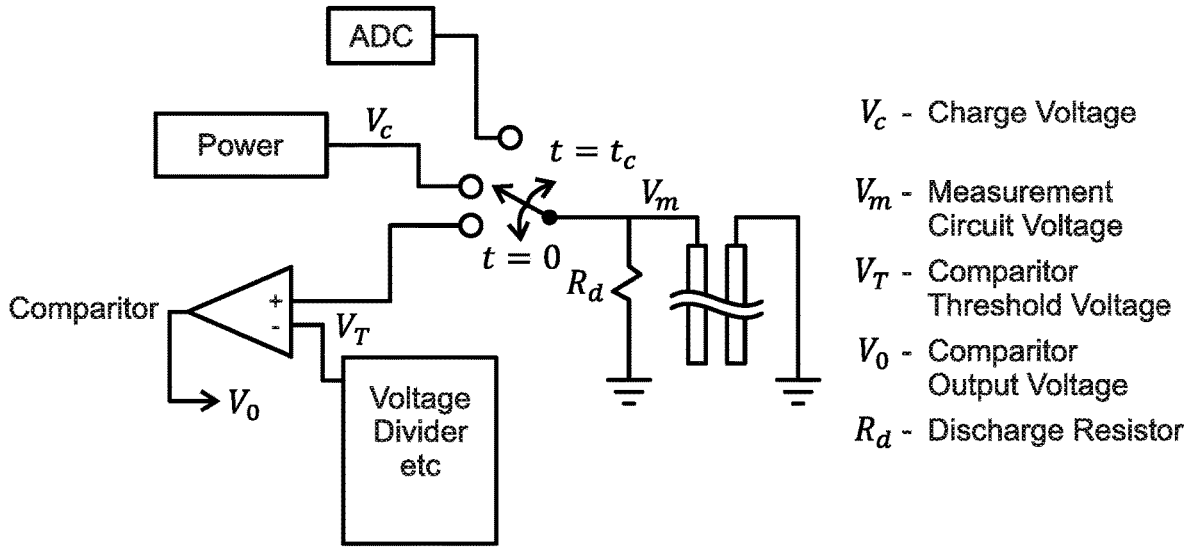 ADC
Power
V_c
t = t_c
V_m
t = 0
R_d
Comparitor
+
-
V_T
V_0
Voltage
Divider
etc
V_c - Charge Voltage
V_m - Measurement
Circuit Voltage
V_T - Comparitor
Threshold Voltage
V_0 - Comparitor
Output Voltage
R_d - Discharge Resistor